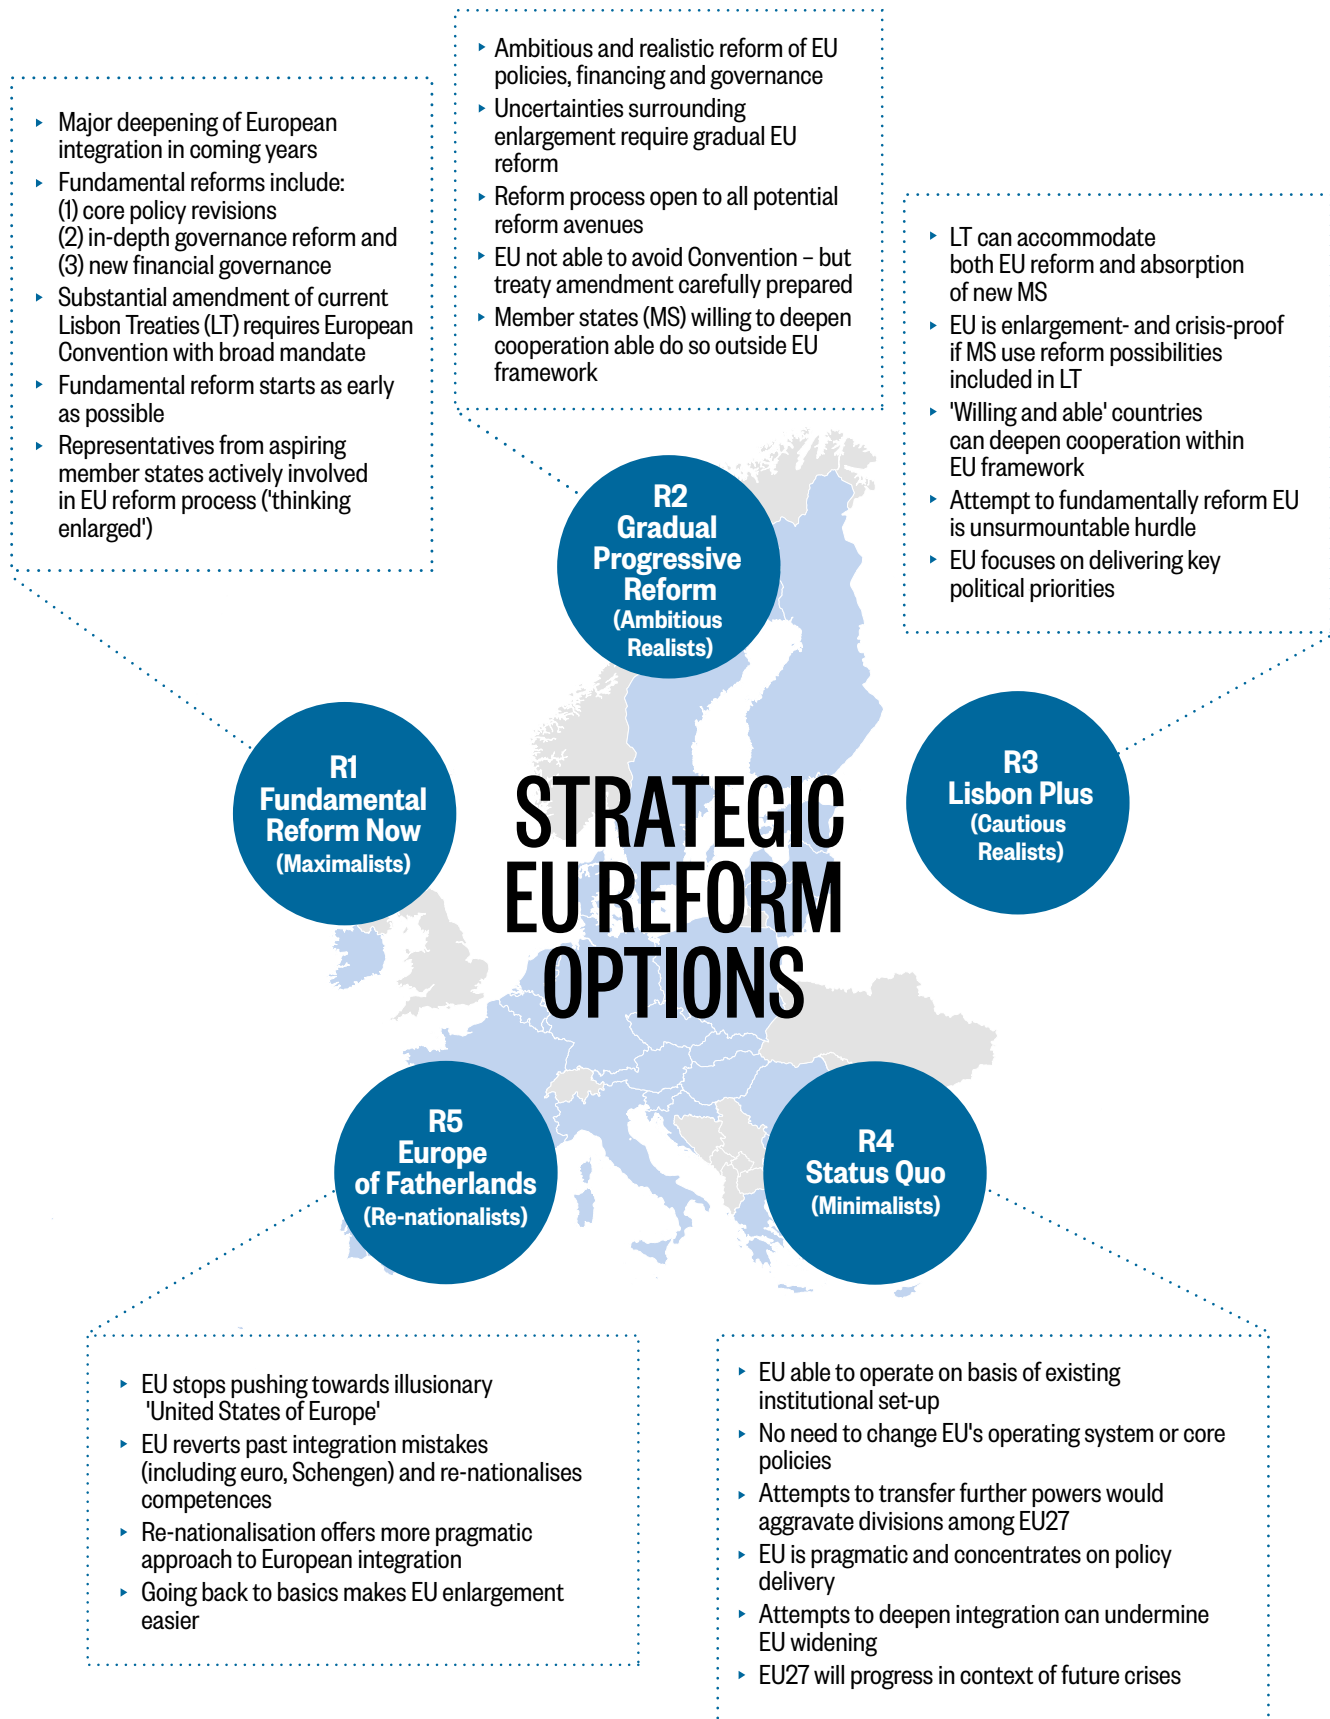 ▸ Major deepening of European
integration in coming years
▸ Fundamental reforms include:
(1) core policy revisions
(2) in-depth governance reform and
(3) new financial governance
▸ Substantial amendment of current
Lisbon Treaties (LT) requires European
Convention with broad mandate
▸ Fundamental reform starts as early
as possible
▸ Representatives from aspiring
member states actively involved
in EU reform process ('thinking
enlarged')
▸ Ambitious and realistic reform of EU
policies, financing and governance
▸ Uncertainties surrounding
enlargement require gradual EU
reform
▸ Reform process open to all potential
reform avenues
▸ EU not able to avoid Convention – but
treaty amendment carefully prepared
▸ Member states (MS) willing to deepen
cooperation able do so outside EU
framework
▸ LT can accommodate
both EU reform and absorption
of new MS
▸ EU is enlargement- and crisis-proof
if MS use reform possibilities
included in LT
▸ 'Willing and able' countries
can deepen cooperation within
EU framework
▸ Attempt to fundamentally reform EU
is unsurmountable hurdle
▸ EU focuses on delivering key
political priorities
R2
Gradual
Progressive
Reform
(Ambitious
Realists)
R1
Fundamental
Reform Now
(Maximalists)
R3
Lisbon Plus
(Cautious
Realists)
STRATEGIC
EU REFORM
OPTIONS
R5
Europe
of Fatherlands
(Re-nationalists)
R4
Status Quo
(Minimalists)
▸ EU stops pushing towards illusionary
'United States of Europe'
▸ EU reverts past integration mistakes
(including euro, Schengen) and re-nationalises
competences
▸ Re-nationalisation offers more pragmatic
approach to European integration
▸ Going back to basics makes EU enlargement
easier
▸ EU able to operate on basis of existing
institutional set-up
▸ No need to change EU's operating system or core
policies
▸ Attempts to transfer further powers would
aggravate divisions among EU27
▸ EU is pragmatic and concentrates on policy
delivery
▸ Attempts to deepen integration can undermine
EU widening
▸ EU27 will progress in context of future crises